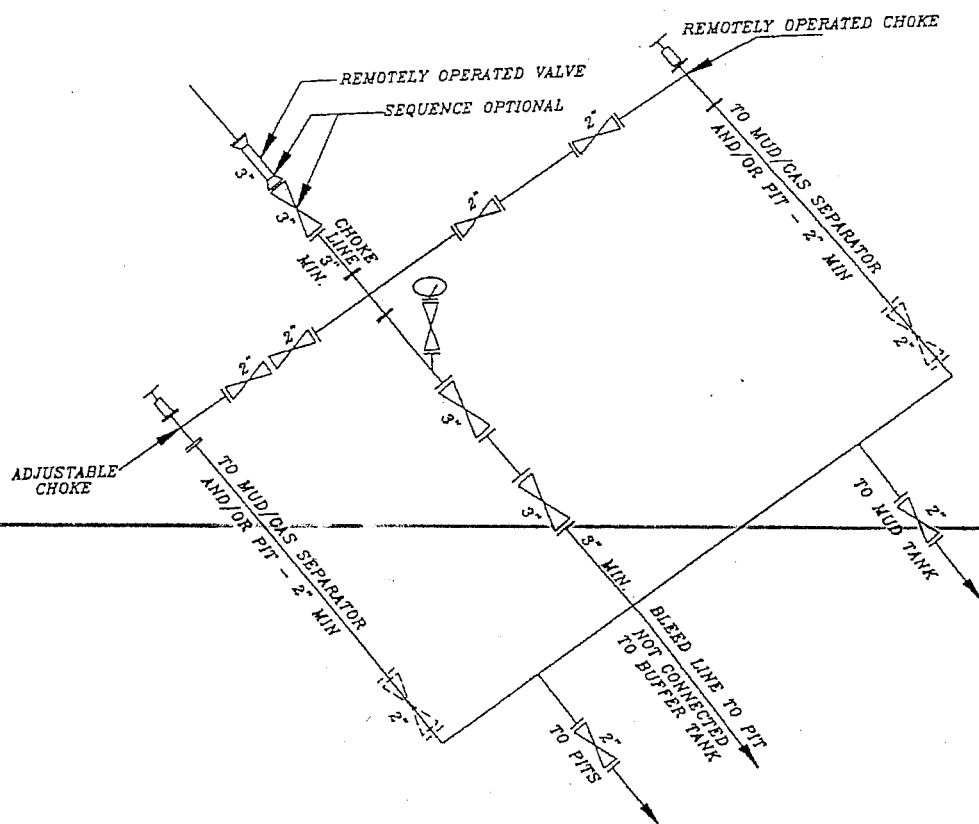 REMOTELY OPERATED CHOKE
REMOTELY OPERATED VALVE
SEQUENCE OPTIONAL
3"
3"
CHOKE
LINE
3"
MIN.
2"
2"
TO MUD/GAS SEPARATOR
AND/OR PIT - 2" MIN
2"
2"
2"
ADJUSTABLE
CHOKE
3"
3"
3" MIN.
TO MUD/GAS SEPARATOR
AND/OR PIT - 2" MIN
2"
2"
TO MUD TANK
BLEED LINE TO PIT
NOT CONNECTED
TO BUFFER TANK
2"
TO PITS